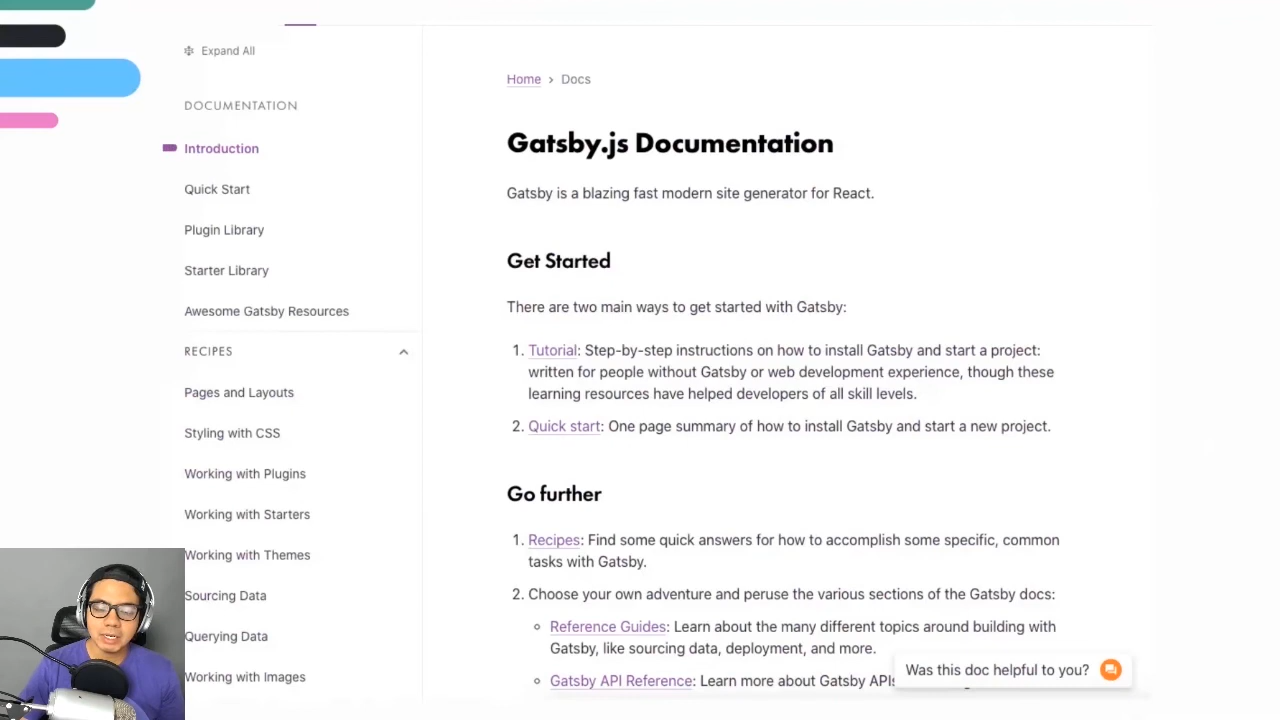 Expand All
DOCUMENTATION
Introduction
Quick Start
Plugin Library
Starter Library
Awesome Gatsby Resources
RECIPES
Pages and Layouts
Styling with CSS
Working with Plugins
Working with Starters
Working with Themes
Sourcing Data
Querying Data
Working with Images
Home › Docs
Gatsby.js Documentation
Gatsby is a blazing fast modern site generator for React.
Get Started
There are two main ways to get started with Gatsby:
1. Tutorial: Step-by-step instructions on how to install Gatsby and start a project:
written for people without Gatsby or web development experience, though these
learning resources have helped developers of all skill levels.
2. Quick start: One page summary of how to install Gatsby and start a new project.
Go further
1. Recipes: Find some quick answers for how to accomplish some specific, common
tasks with Gatsby.
2. Choose your own adventure and peruse the various sections of the Gatsby docs:
Reference Guides: Learn about the many different topics around building with
Gatsby, like sourcing data, deployment, and more.
Gatsby API Reference: Learn more about Gatsby APIs
Was this doc helpful to you?